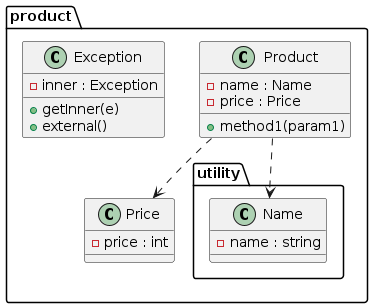 product
C Exception
inner : Exception
getInner(e)
external()
C Product
name : Name
price : Price
method1(param1)
utility
C Price
price : int
C Name
name : string